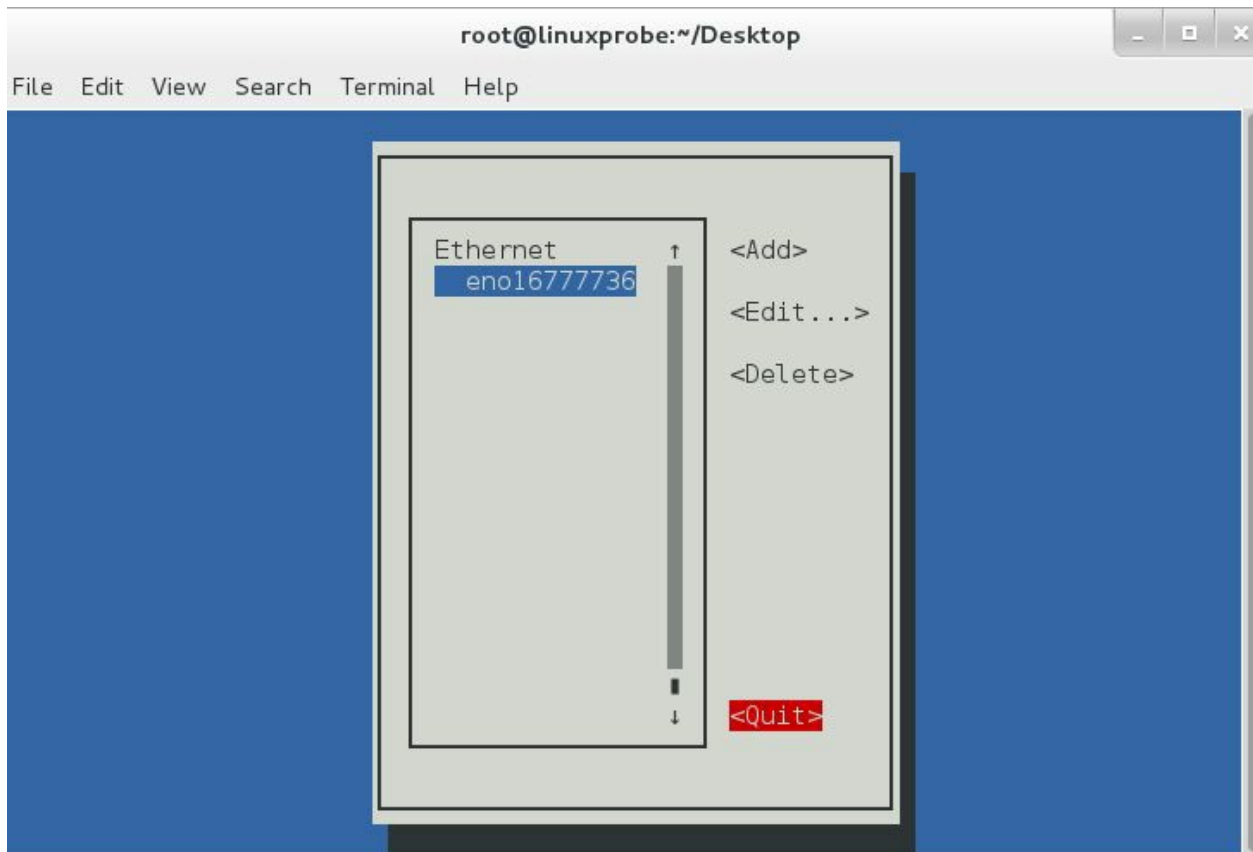 root@linuxprobe:~/Desktop
File Edit View Search Terminal Help
Ethernet ↑ <Add>
eno16777736
<Edit...>
<Delete>
↓ <Quit>